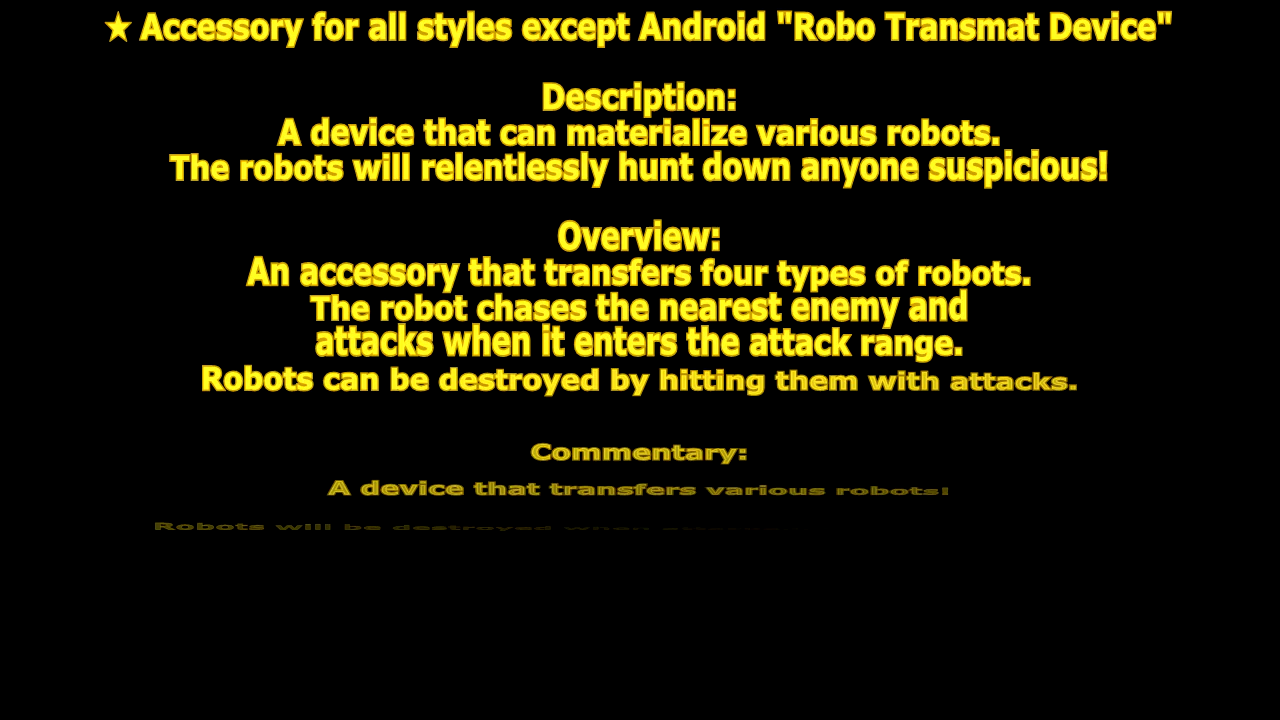 ★ Accessory for all styles except Android "Robo Transmat Device"
Description:
A device that can materialize various robots.
The robots will relentlessly hunt down anyone suspicious!
Overview:
An accessory that transfers four types of robots.
The robot chases the nearest enemy and
attacks when it enters the attack range.
Robots can be destroyed by hitting them with attacks.
Commentary:
A device that transfers various robots!
Robots will be destroyed when